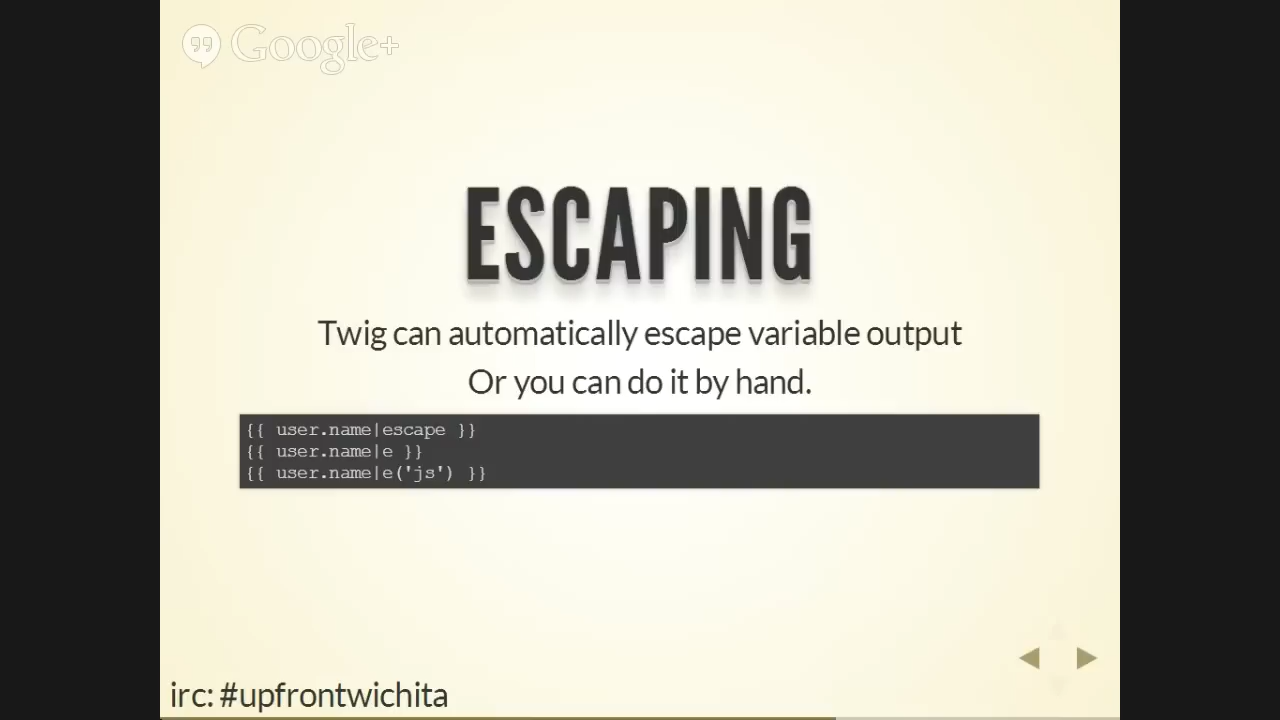 Google+
ESCAPING
Twig can automatically escape variable output
Or you can do it by hand.
{{ user.name|escape }}
{{ user.name|e }}
{{ user.name|e('js') }}
irc: #upfrontwichita